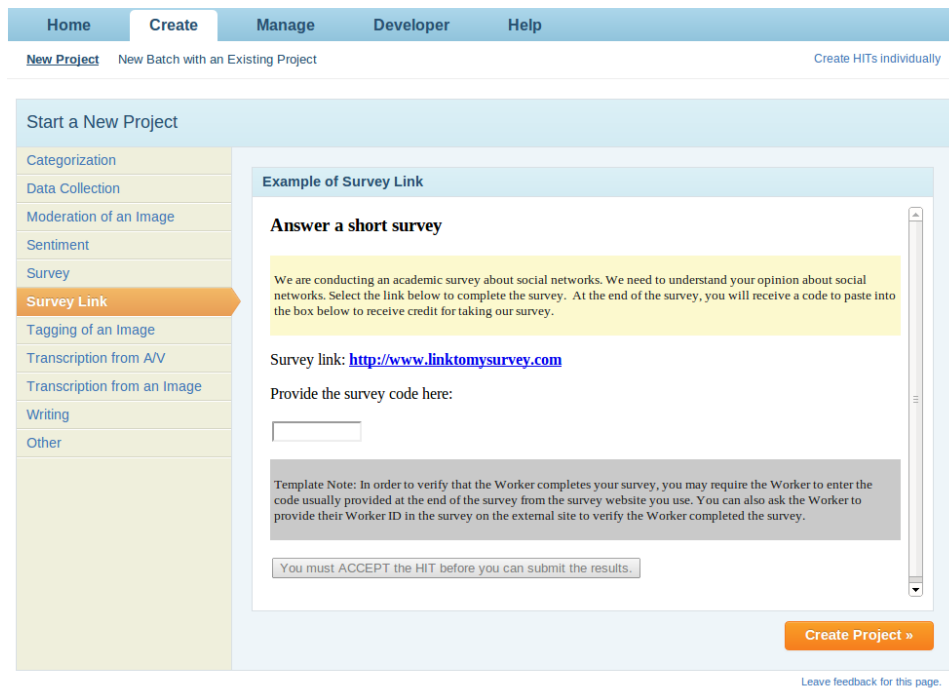 Home Create Manage Developer Help
New Project New Batch with an Existing Project Create HITs individually
Start a New Project
Categorization
Data Collection
Moderation of an Image
Sentiment
Survey
Survey Link
Tagging of an Image
Transcription from A/V
Transcription from an Image
Writing
Other
Example of Survey Link
Answer a short survey
We are conducting an academic survey about social networks. We need to understand your opinion about social
networks. Select the link below to complete the survey. At the end of the survey, you will receive a code to paste into
the box below to receive credit for taking our survey.
Survey link: http://www.linktomysurvey.com
Provide the survey code here:
Template Note: In order to verify that the Worker completes your survey, you may require the Worker to enter the
code usually provided at the end of the survey from the survey website you use. You can also ask the Worker to
provide their Worker ID in the survey on the external site to verify the Worker completed the survey.
You must ACCEPT the HIT before you can submit the results.
Create Project »
Leave feedback for this page.